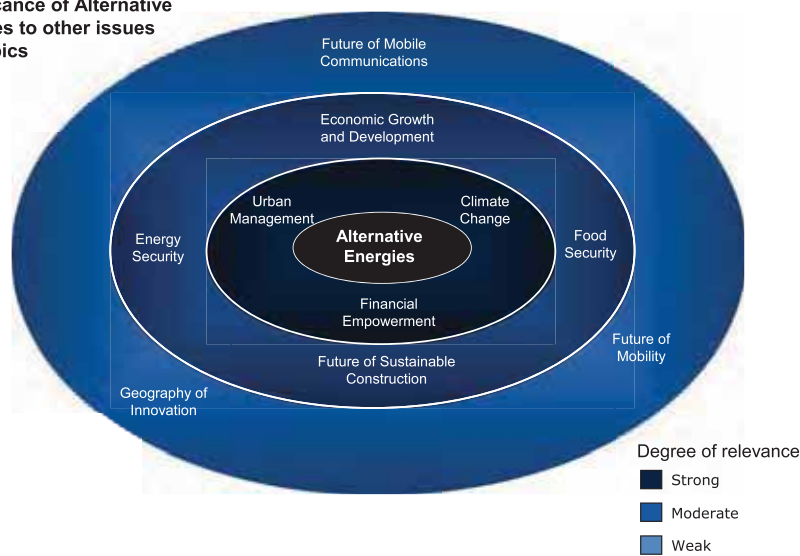 cance of Alternative
es to other issues
pics
Future of Mobile
Communications
Economic Growth
and Development
Urban
Management
Climate
Change
Energy
Security
Alternative
Energies
Food
Security
Financial
Empowerment
Future of
Mobility
Future of Sustainable
Construction
Geography of
Innovation
Degree of relevance
Strong
Moderate
Weak